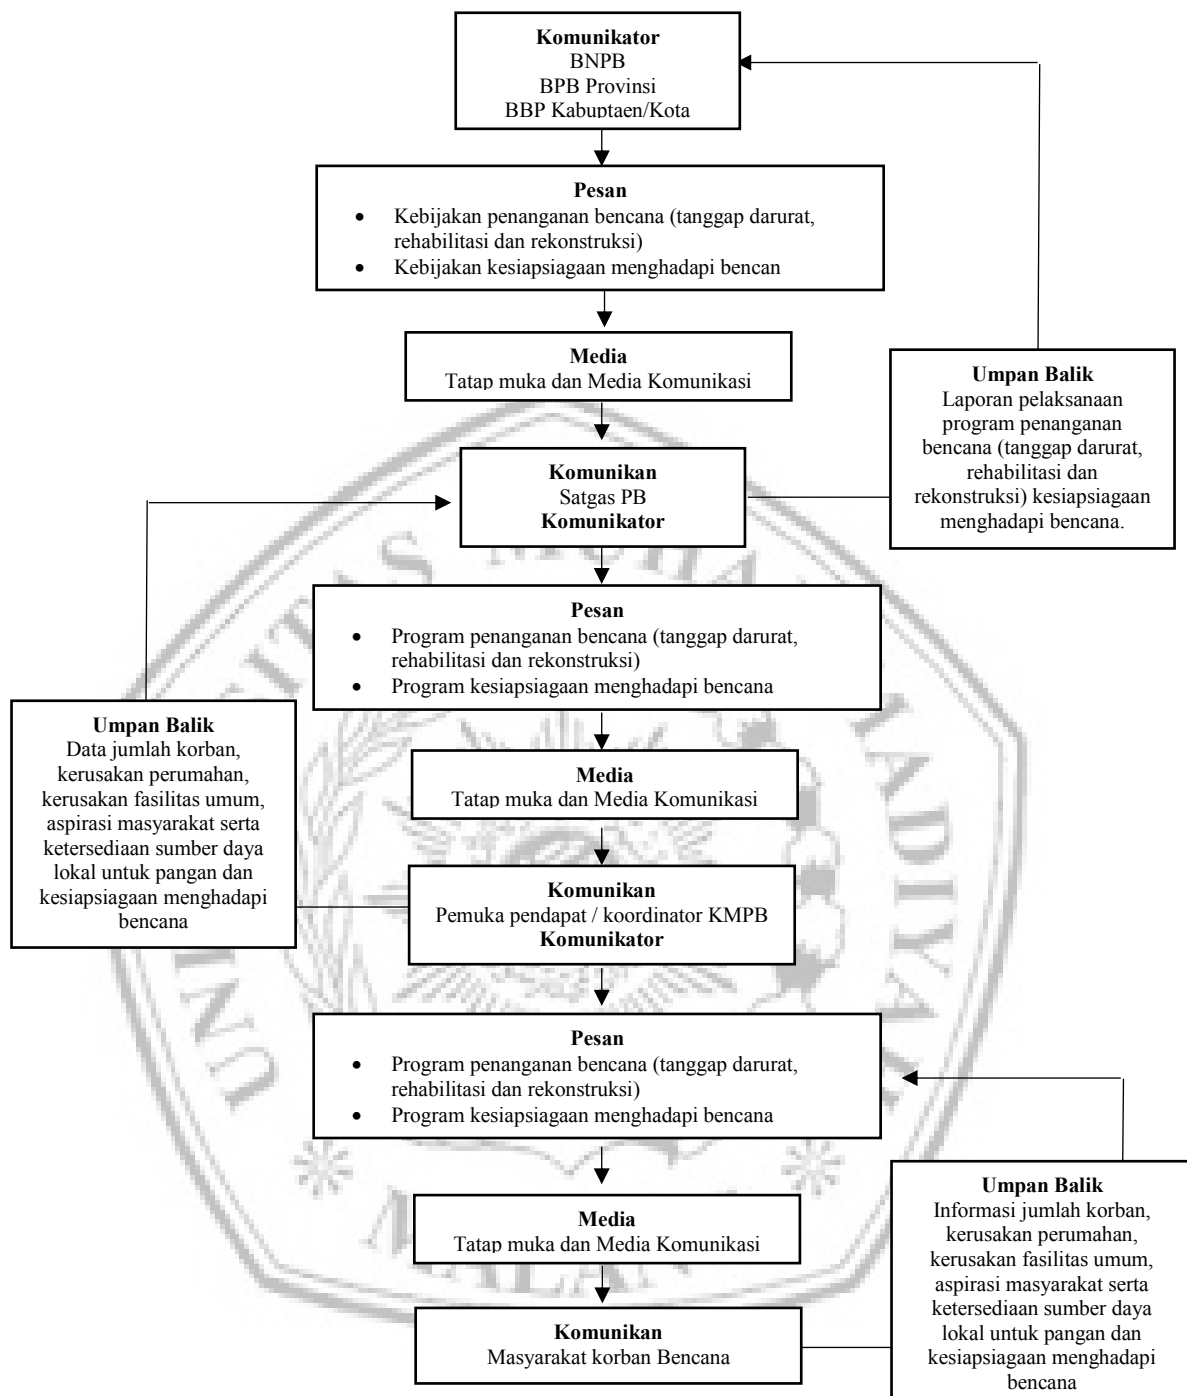 Komunikator
BNPB
BPB Provinsi
BBP Kabuptaen/Kota
Pesan
• Kebijakan penanganan bencana (tanggap darurat,
rehabilitasi dan rekonstruksi)
• Kebijakan kesiapsiagaan menghadapi bencan
Media
Tatap muka dan Media Komunikasi
Umpan Balik
Laporan pelaksanaan
program penanganan
bencana (tanggap darurat,
rehabilitasi dan
rekonstruksi) kesiapsiagaan
menghadapi bencana.
Komunikan
Satgas PB
Komunikator
Pesan
• Program penanganan bencana (tanggap darurat,
rehabilitasi dan rekonstruksi)
• Program kesiapsiagaan menghadapi bencana
Umpan Balik
Data jumlah korban,
kerusakan perumahan,
kerusakan fasilitas umum,
aspirasi masyarakat serta
ketersediaan sumber daya
lokal untuk pangan dan
kesiapsiagaan menghadapi
bencana
Media
Tatap muka dan Media Komunikasi
Komunikan
Pemuka pendapat / koordinator KMPB
Komunikator
Pesan
• Program penanganan bencana (tanggap darurat,
rehabilitasi dan rekonstruksi)
• Program kesiapsiagaan menghadapi bencana
Media
Tatap muka dan Media Komunikasi
Umpan Balik
Informasi jumlah korban,
kerusakan perumahan,
kerusakan fasilitas umum,
aspirasi masyarakat serta
ketersediaan sumber daya
lokal untuk pangan dan
kesiapsiagaan menghadapi
bencana
Komunikan
Masyarakat korban Bencana